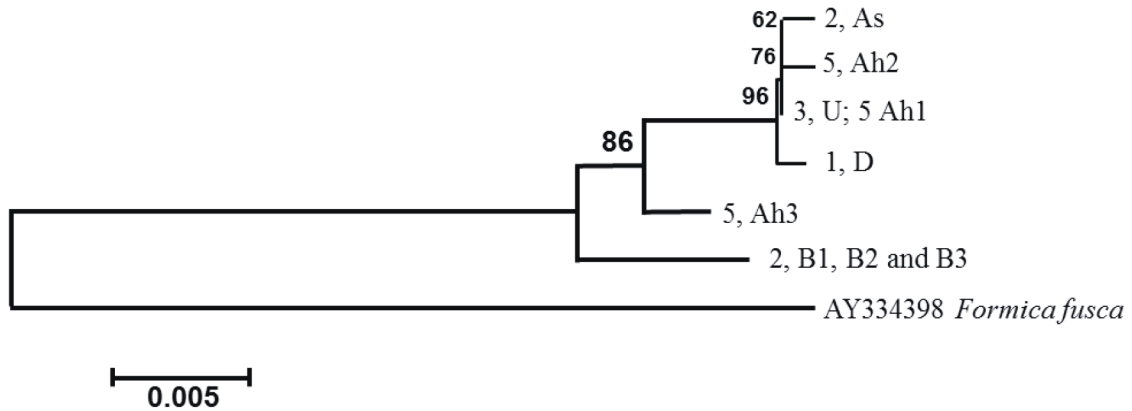 62
2, As
76
5, Ah2
96
3, U; 5 Ah1
86
1, D
5, Ah3
2, B1, B2 and B3
AY334398 Formica fusca
0.005